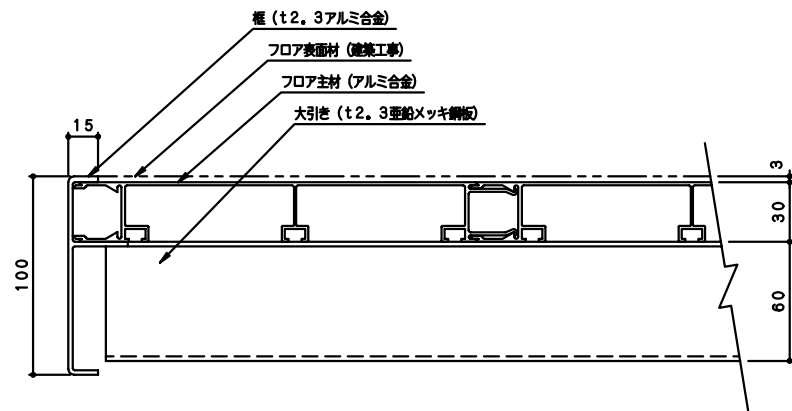 框（t2．3アルミ合金）
フロア表面材（建築工事）
フロア主材（アルミ合金）
大引き（t2．3亜鉛メッキ鋼板）
15
3
30
100
60